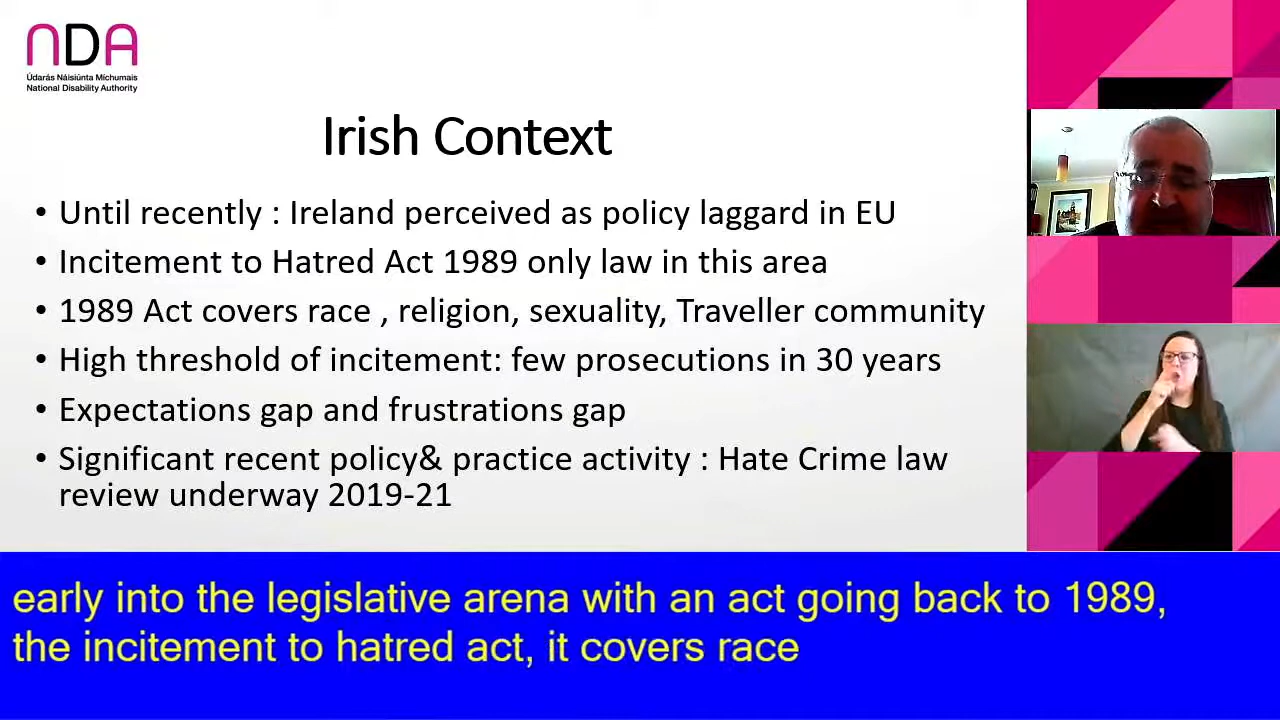 nDA
Údarás Náisiúnta Míchumais
National Disability Authority
Irish Context
• Until recently : Ireland perceived as policy laggard in EU
• Incitement to Hatred Act 1989 only law in this area
• 1989 Act covers race , religion, sexuality, Traveller community
• High threshold of incitement: few prosecutions in 30 years
• Expectations gap and frustrations gap
• Significant recent policy& practice activity : Hate Crime law
review underway 2019-21
early into the legislative arena with an act going back to 1989,
the incitement to hatred act, it covers race